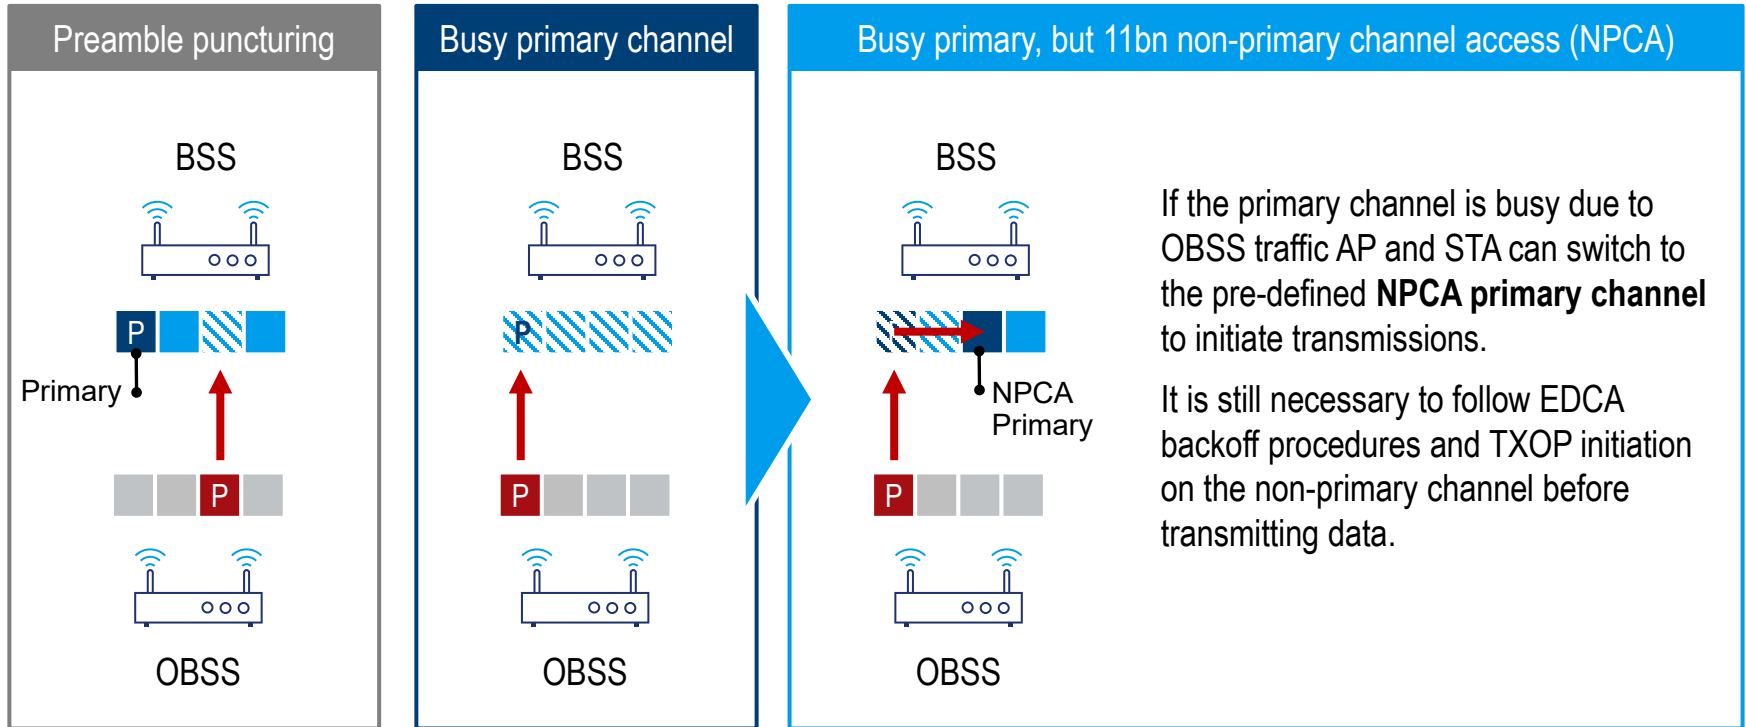 Preamble puncturing
BSS
P
Primary
P
OBSS
Busy primary channel
BSS
P
P
OBSS
Busy primary, but 11bn non-primary channel access (NPCA)
BSS
NPCA
Primary
P
OBSS
If the primary channel is busy due to
OBSS traffic AP and STA can switch to
the pre-defined NPCA primary channel
to initiate transmissions.
It is still necessary to follow EDCA
backoff procedures and TXOP initiation
on the non-primary channel before
transmitting data.